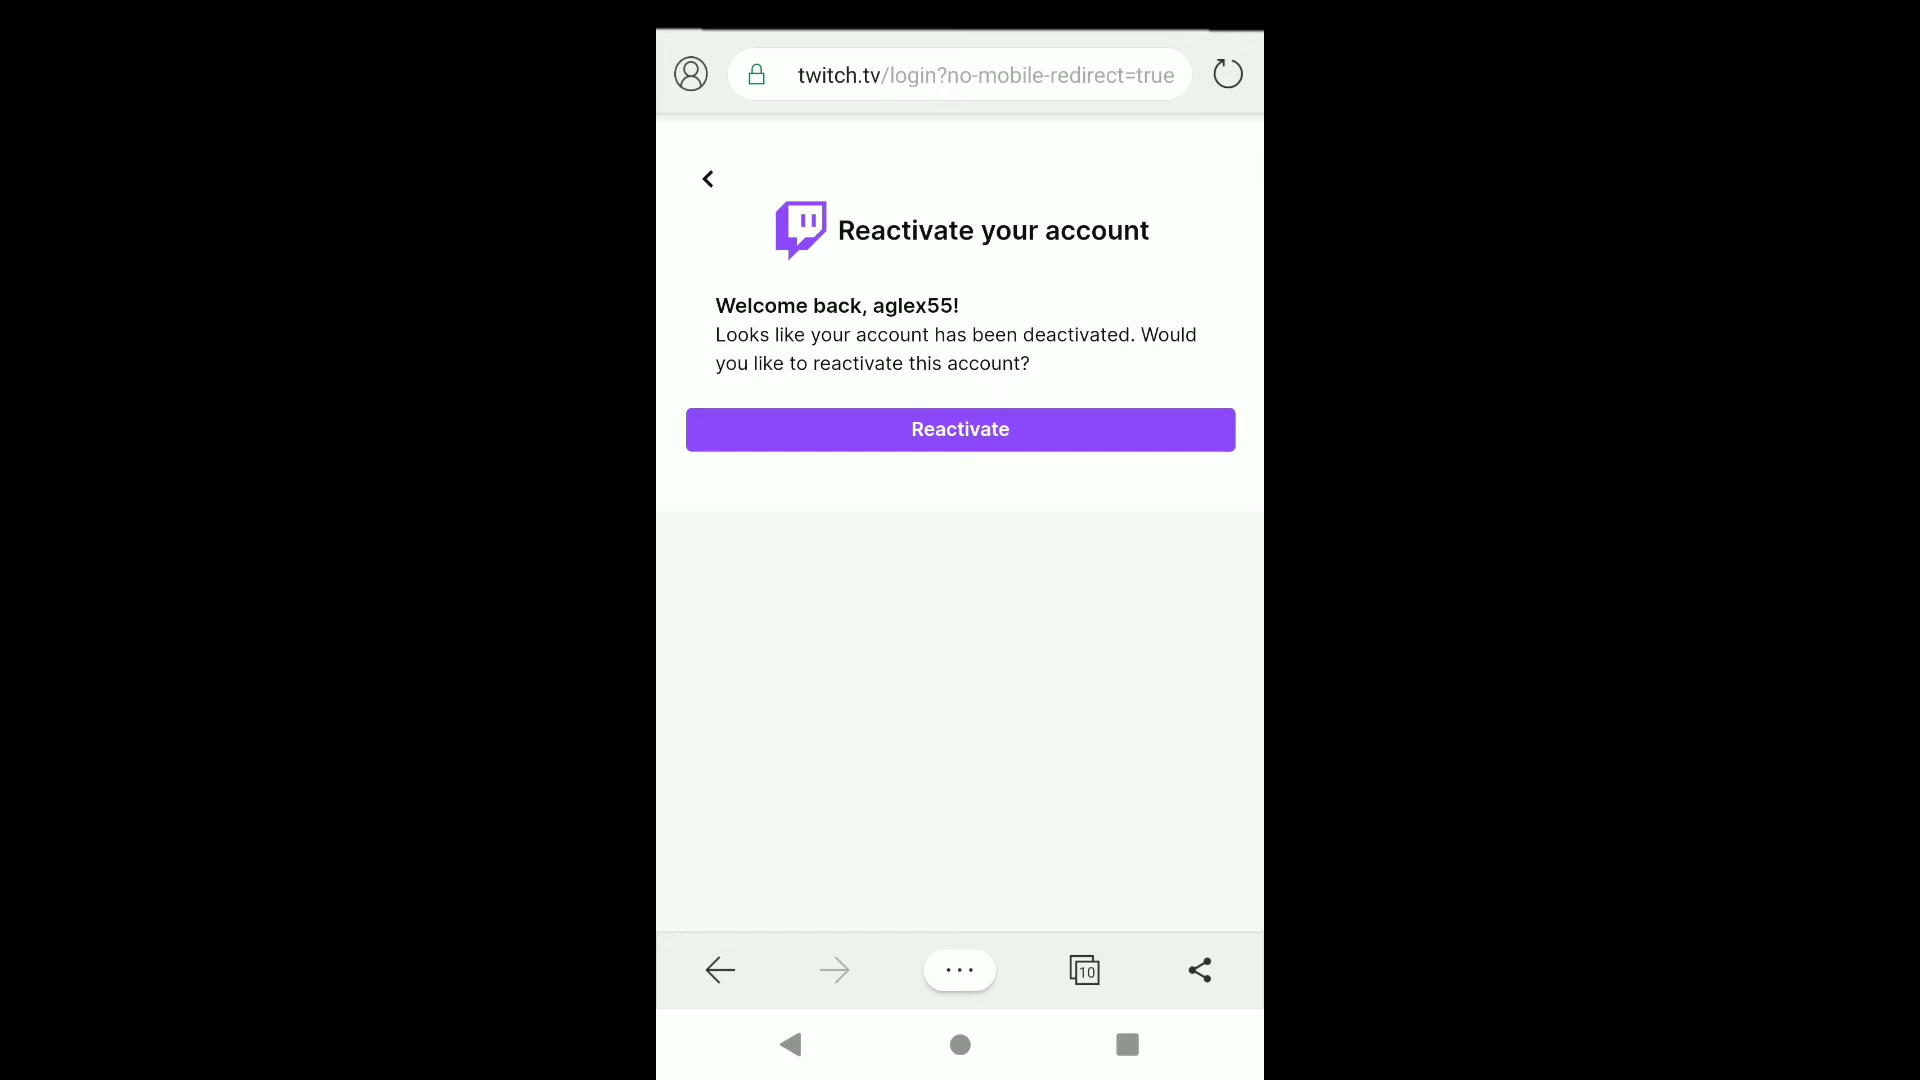 twitch.tv/login?no-mobile-redirect=true
Reactivate your account
Welcome back, aglex55!
Looks like your account has been deactivated. Would
you like to reactivate this account?
Reactivate
10